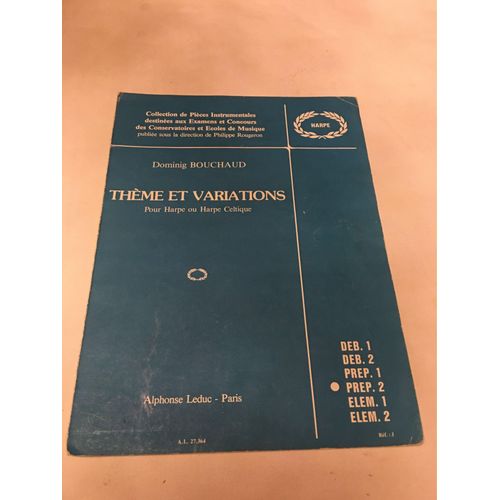 Collection de Pièces Instrumentales
destinées aux Examens et Concours
des Conservatoires et Ecoles de Musique
publiée sous la direction de Philippe Rougeron
HARPE
Dominig BOUCHAUD
THÈME ET VARIATIONS
Pour Harpe ou Harpe Celtique
DEB. 1
DEB. 2
PREP. 1
PREP. 2
ELEM. 1
ELEM. 2
Alphonse Leduc - Paris
A.L. 27.364
Réf. : I